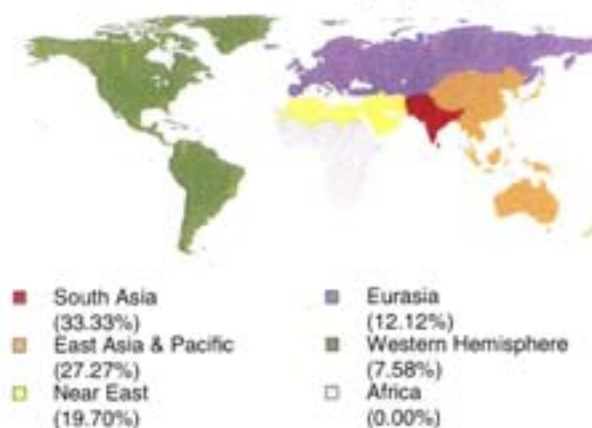 South Asia
(33.33%)
East Asia & Pacific
(27.27%)
Near East
(19.70%)
Eurasia
(12.12%)
Western Hemisphere
(7.58%)
Africa
(0.00%)